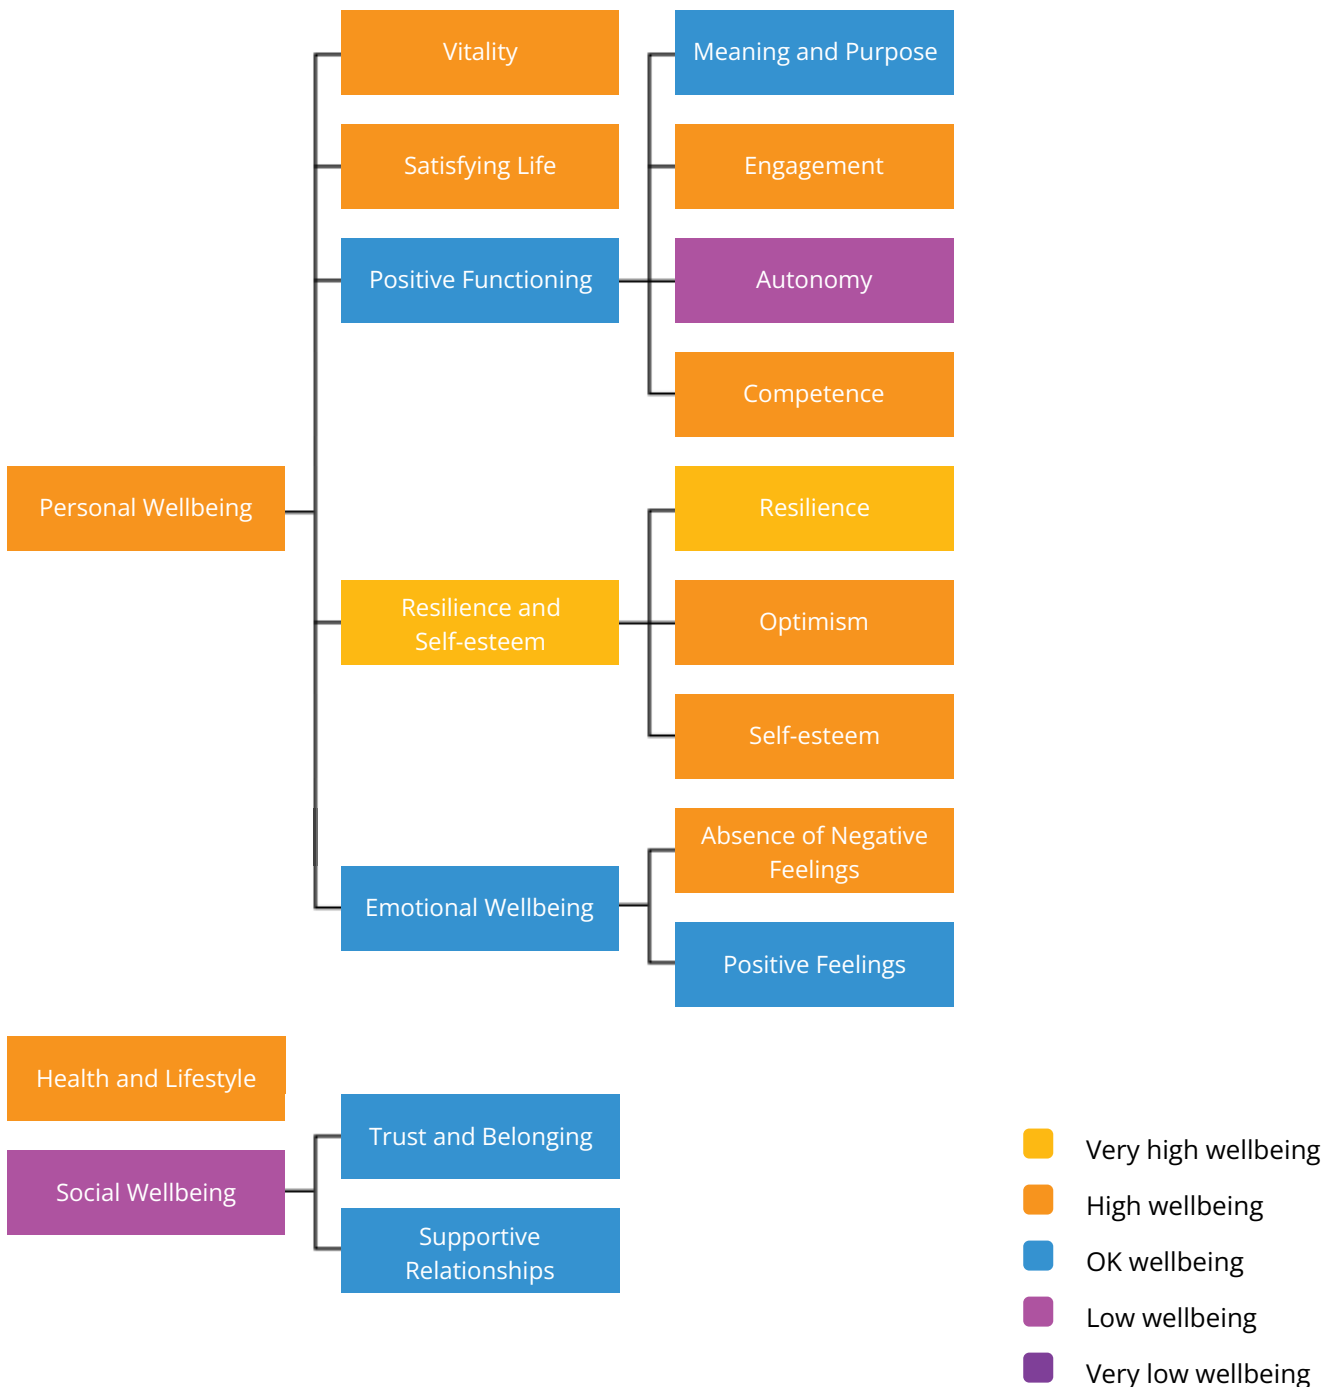 Vitality
Meaning and Purpose
Satisfying Life
Engagement
Positive Functioning
Autonomy
Competence
Personal Wellbeing
Resilience
Resilience and
Self-esteem
Optimism
Self-esteem
Absence of Negative
Feelings
Emotional Wellbeing
Positive Feelings
Health and Lifestyle
Trust and Belonging
Social Wellbeing
Supportive
Relationships
Very high wellbeing
High wellbeing
OK wellbeing
Low wellbeing
Very low wellbeing